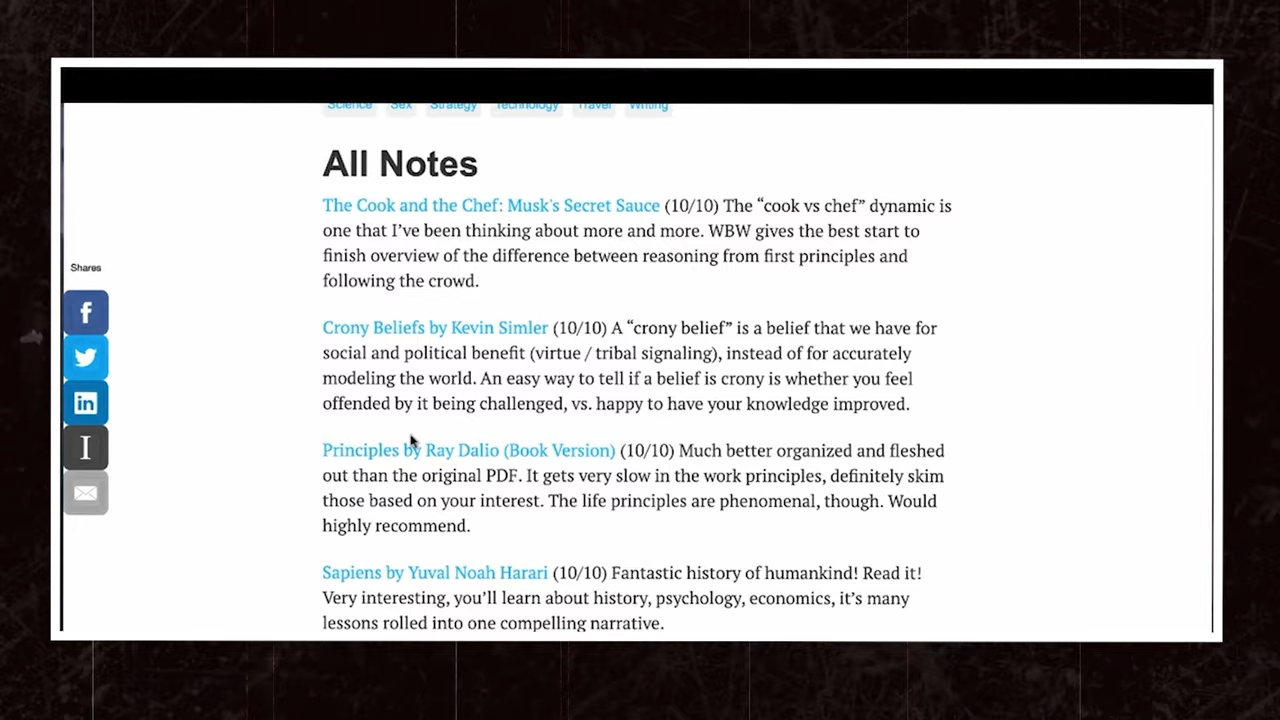 Science Sex Strategy Technology Travel Writing
All Notes
The Cook and the Chef: Musk's Secret Sauce (10/10) The “cook vs chef” dynamic is
one that I’ve been thinking about more and more. WBW gives the best start to
finish overview of the difference between reasoning from first principles and
following the crowd.
Shares
Crony Beliefs by Kevin Simler (10/10) A “crony belief” is a belief that we have for
social and political benefit (virtue / tribal signaling), instead of for accurately
modeling the world. An easy way to tell if a belief is crony is whether you feel
offended by it being challenged, vs. happy to have your knowledge improved.
Principles by Ray Dalio (Book Version) (10/10) Much better organized and fleshed
out than the original PDF. It gets very slow in the work principles, definitely skim
those based on your interest. The life principles are phenomenal, though. Would
highly recommend.
Sapiens by Yuval Noah Harari (10/10) Fantastic history of humankind! Read it!
Very interesting, you’ll learn about history, psychology, economics, it’s many
lessons rolled into one compelling narrative.